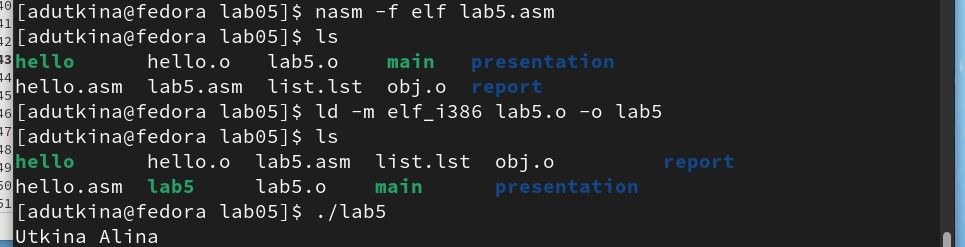 [adutkina@fedora lab05]$ nasm -f elf lab5.asm
[adutkina@fedora lab05]$ ls
hello      hello.o   lab5.o    main   presentation
hello.asm  lab5.asm  list.lst  obj.o  report
[adutkina@fedora lab05]$ ld -m elf_i386 lab5.o -o lab5
[adutkina@fedora lab05]$ ls
hello      hello.o  lab5.asm  list.lst  obj.o         report
hello.asm  lab5     lab5.o    main      presentation
[adutkina@fedora lab05]$ ./lab5
Utkina Alina